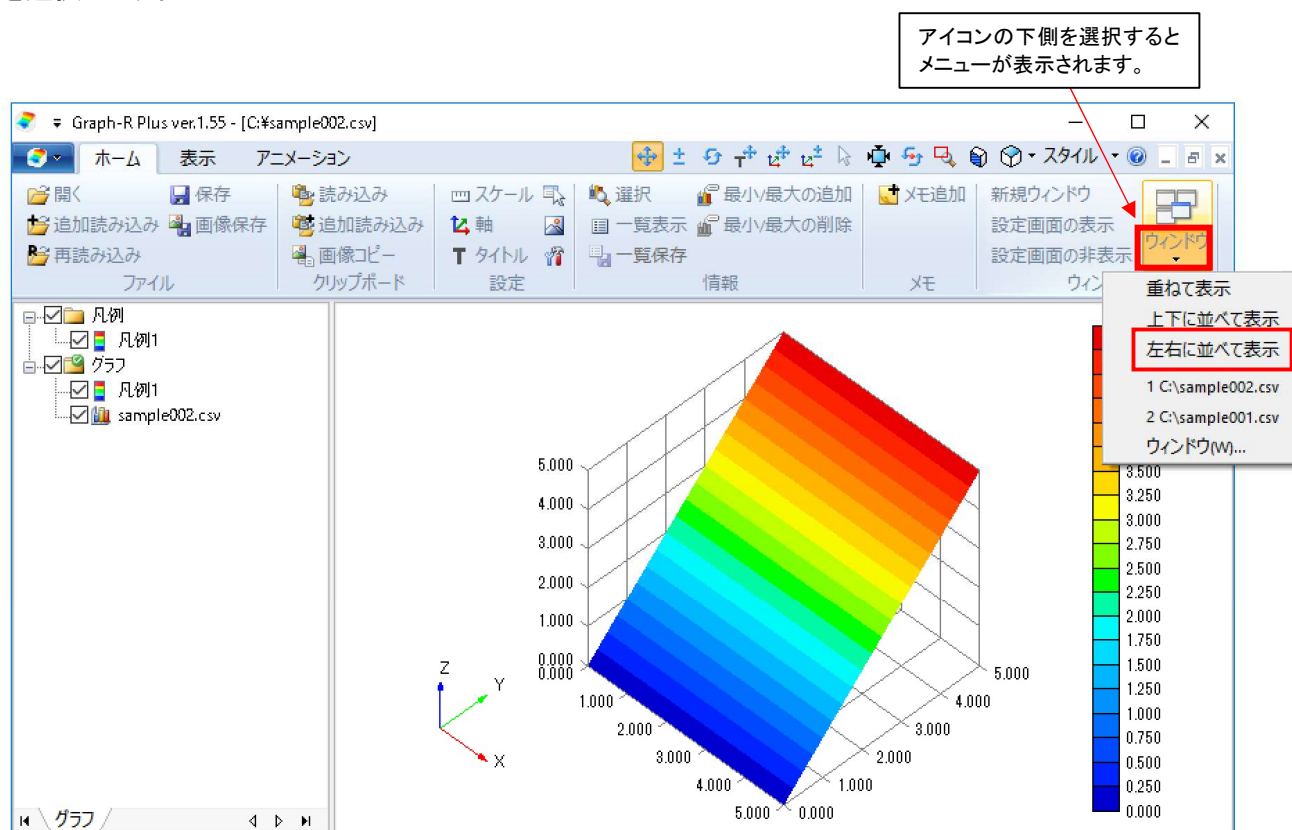 アイコンの下側を選択すると
メニューが表示されます。
Graph-R Plus ver.1.55 - [C:¥sample002.csv]
ホーム 表示 アニメーション スタイル
開く 保存 読み込み スケール 選択 最小/最大の追加 メモ追加 新規ウィンドウ
追加読み込み 画像保存 追加読み込み 軸 一覧表示 最小/最大の削除 設定画面の表示 ウィンドウ
再読み込み 画像コピー タイトル 一覧保存 設定画面の非表示
ファイル クリップボード 設定 情報 メモ
重ねて表示
上下に並べて表示
左右に並べて表示
1 C:\sample002.csv
2 C:\sample001.csv
ウィンドウ(W)...
凡例
凡例1
グラフ
凡例1
sample002.csv
5.000
4.000
3.000
2.000
1.000
0.000
0.000
1.000
2.000
3.000
4.000
5.000
0.000
1.000
2.000
3.000
4.000
5.000
Z
Y
X
3.500
3.250
3.000
2.750
2.500
2.250
2.000
1.750
1.500
1.250
1.000
0.750
0.500
0.250
0.000
グラフ